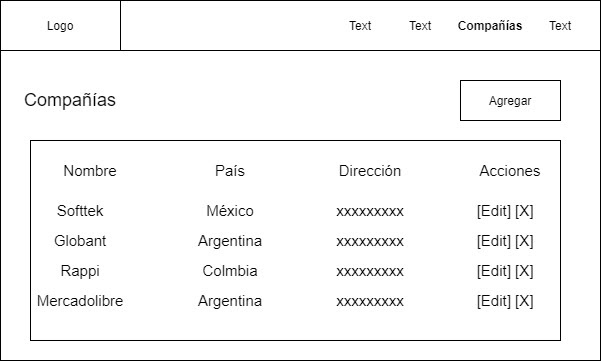 Logo Text Text Compañías Text
Compañías Agregar
Nombre País Dirección Acciones
Softtek México xxxxxxxxx [Edit] [X]
Globant Argentina xxxxxxxxx [Edit] [X]
Rappi Colmbia xxxxxxxxx [Edit] [X]
Mercadolibre Argentina xxxxxxxxx [Edit] [X]